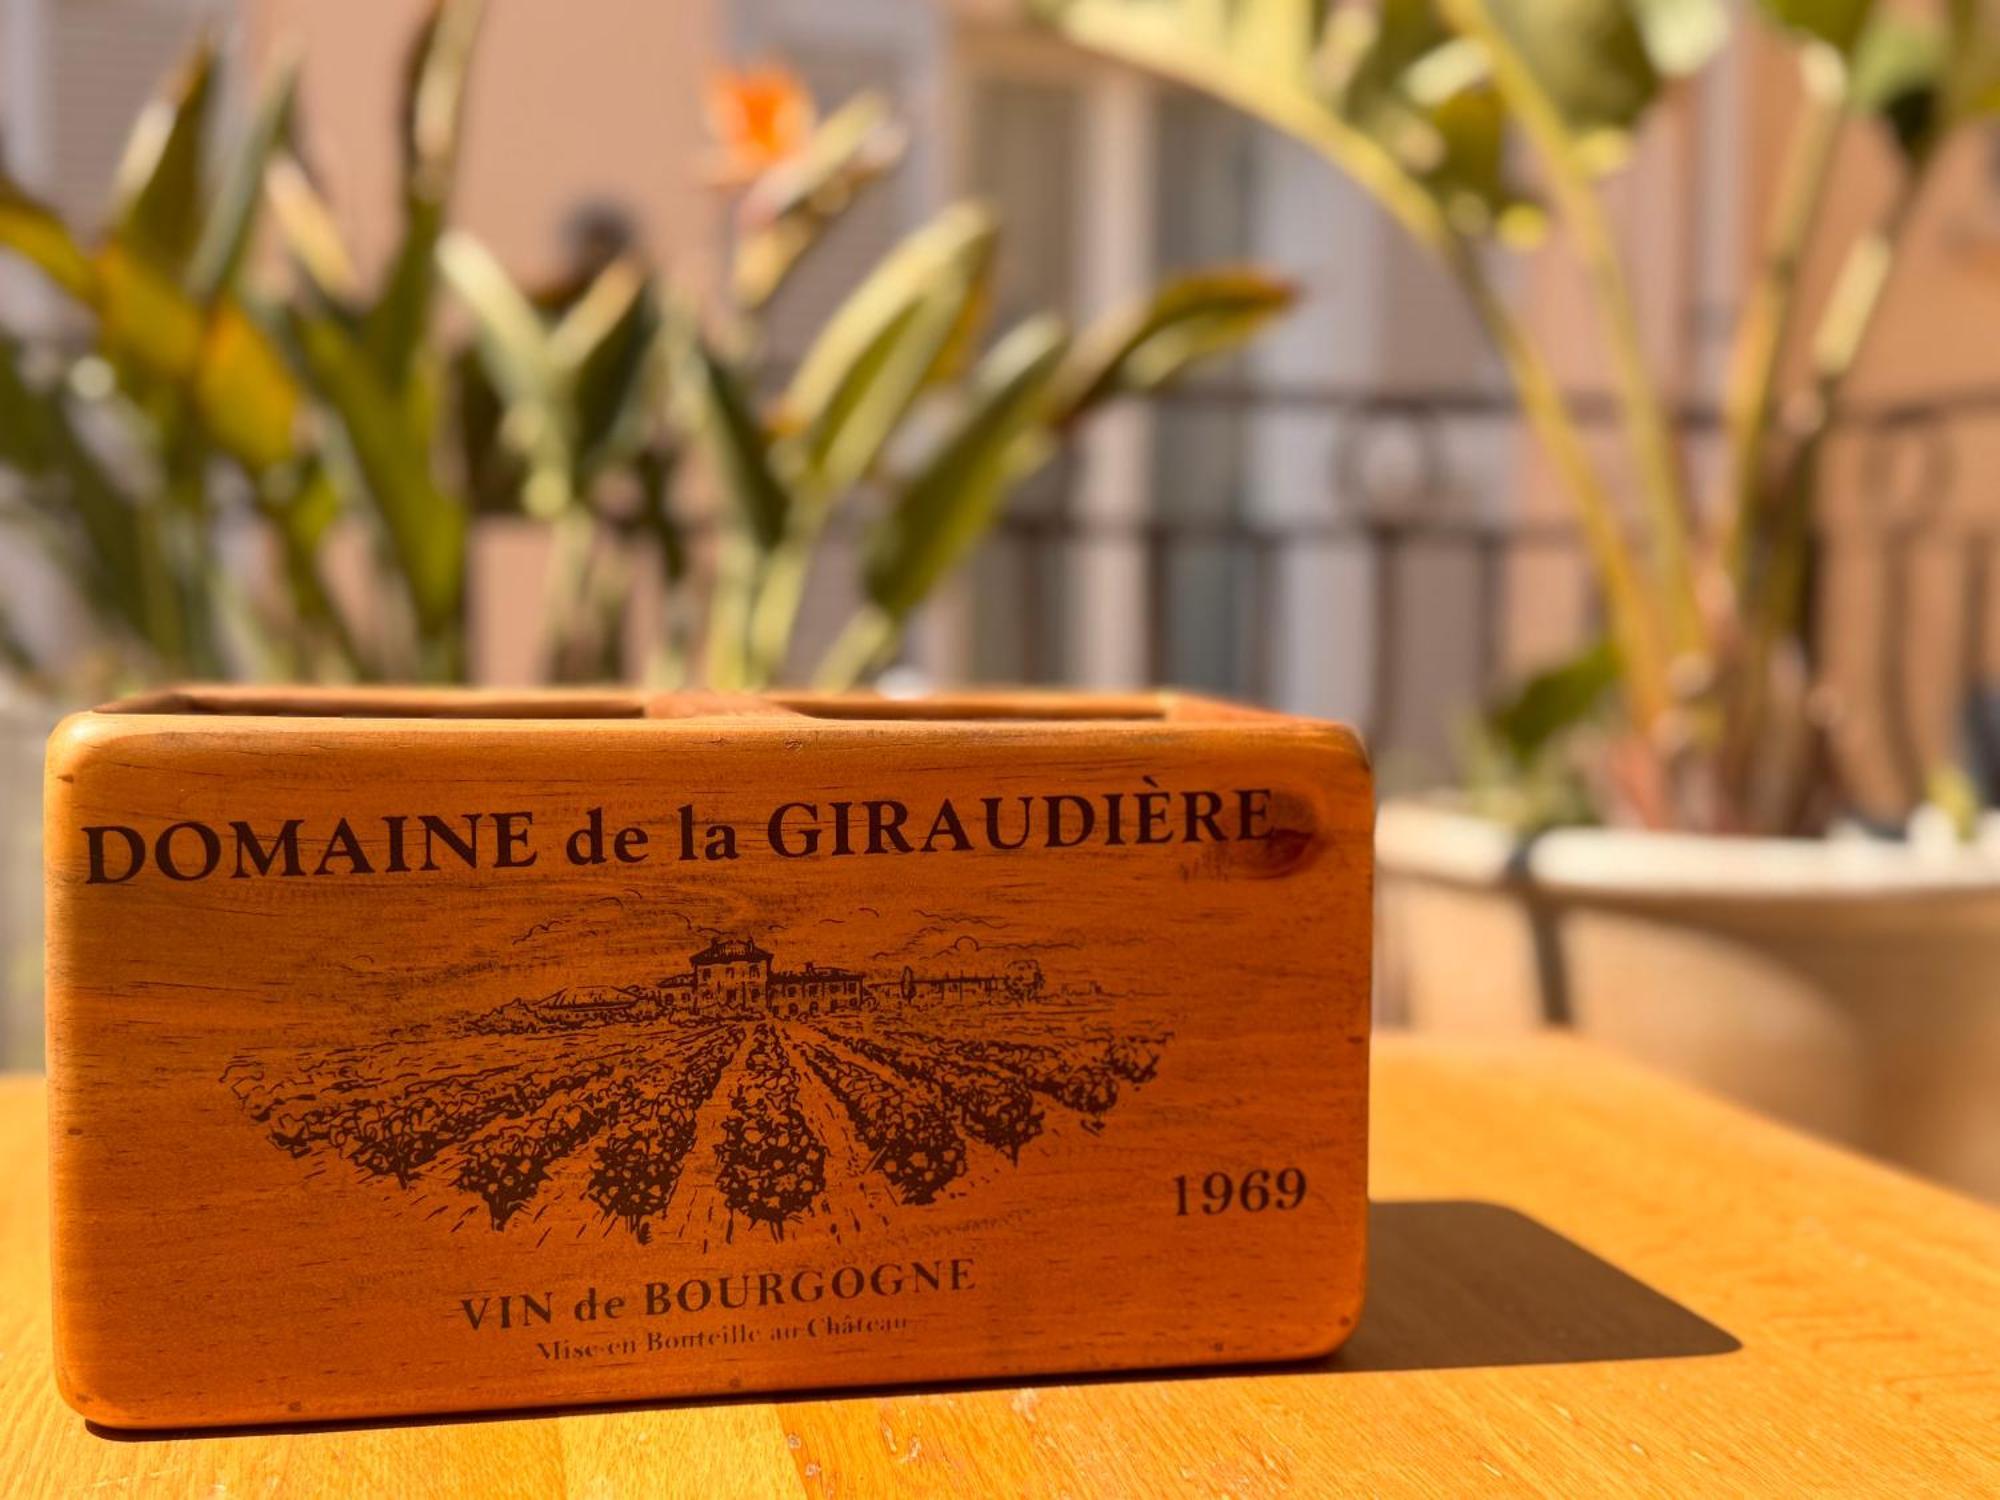 DOMAINE de la GIRAUDIÈRE
1969
VIN de BOURGOGNE
Mise en Bouteille au Château